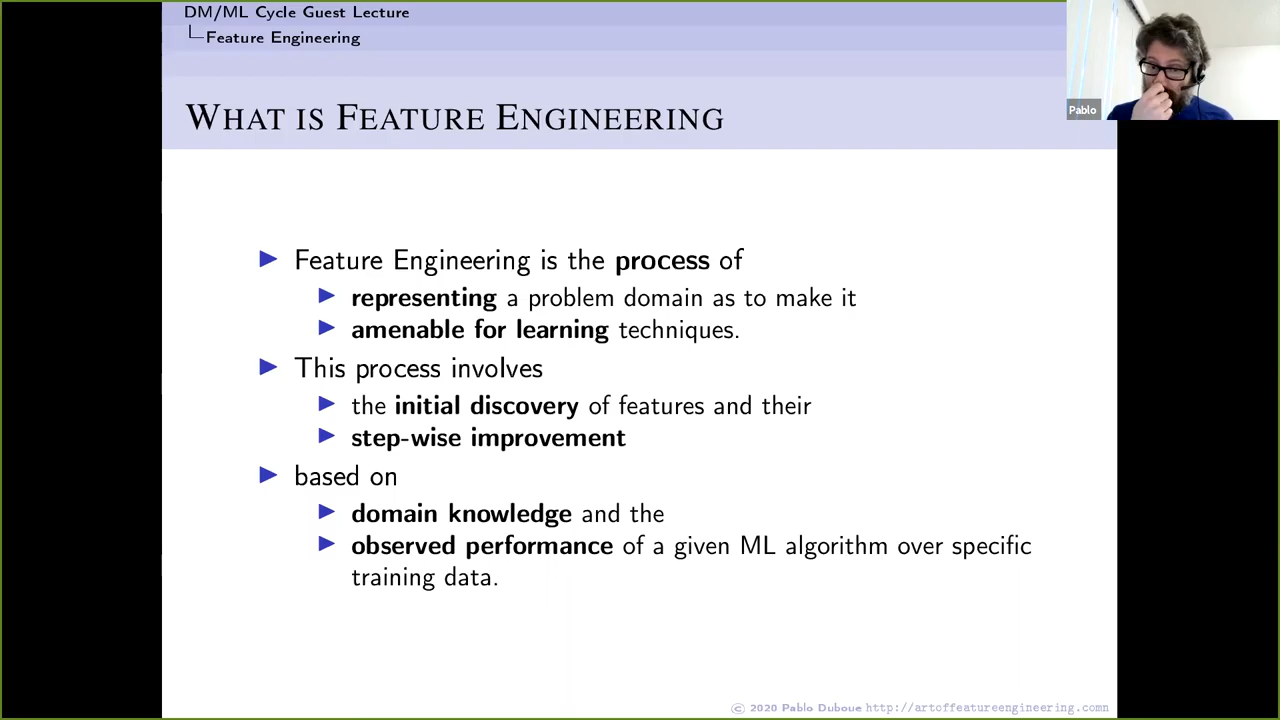 DM/ML Cycle Guest Lecture
Feature Engineering
Pablo
WHAT IS FEATURE ENGINEERING
Feature Engineering is the process of
representing a problem domain as to make it
amenable for learning techniques.
This process involves
the initial discovery of features and their
step-wise improvement
based on
domain knowledge and the
observed performance of a given ML algorithm over specific
training data.
© 2020 Pablo Duboue http://artoffeatureengineering.comn